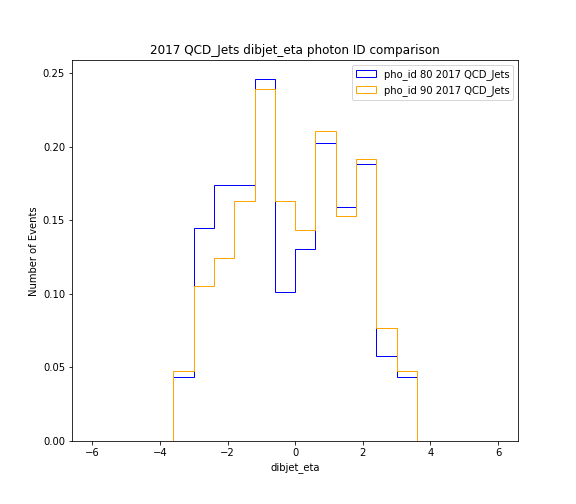 2017 QCD_Jets dibjet_eta photon ID comparison
pho_id 80 2017 QCD_Jets
pho_id 90 2017 QCD_Jets
Number of Events
0.25
0.20
0.15
0.10
0.05
0.00
−6 −4 −2 0 2 4 6
dibjet_eta